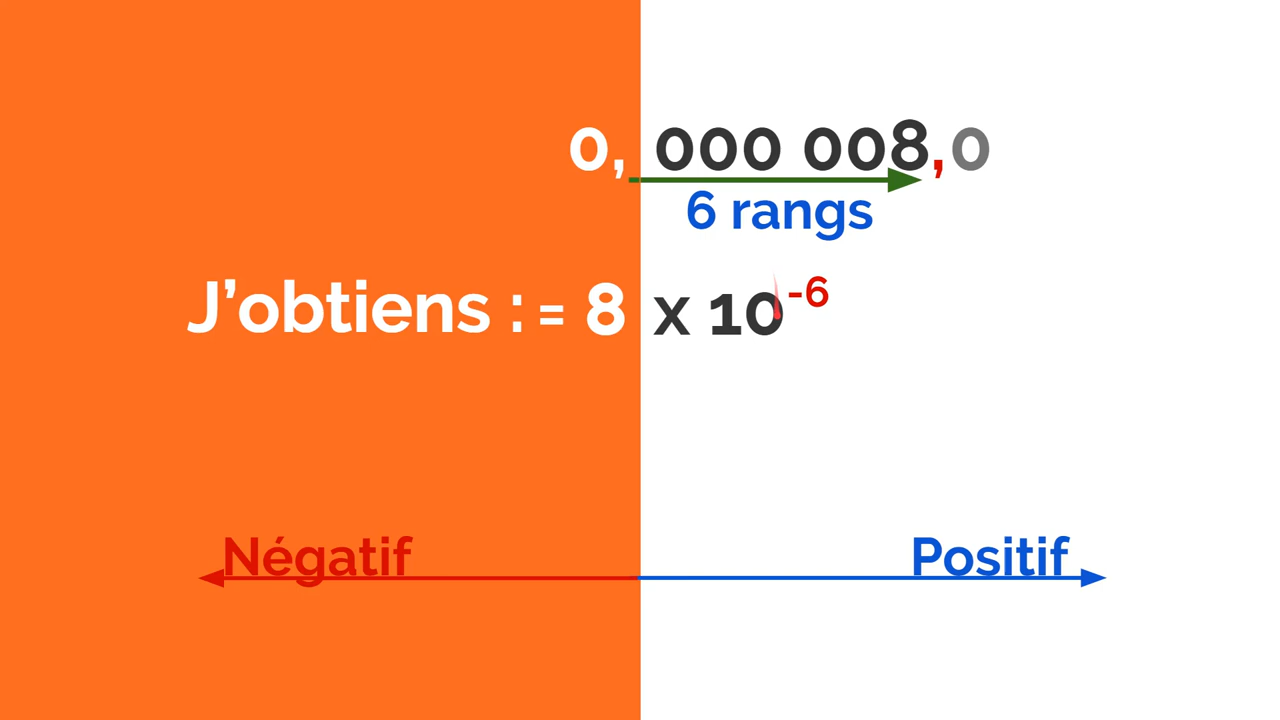 0, 000 008,0
6 rangs
J’obtiens : = 8 x 10-6
Négatif
Positif